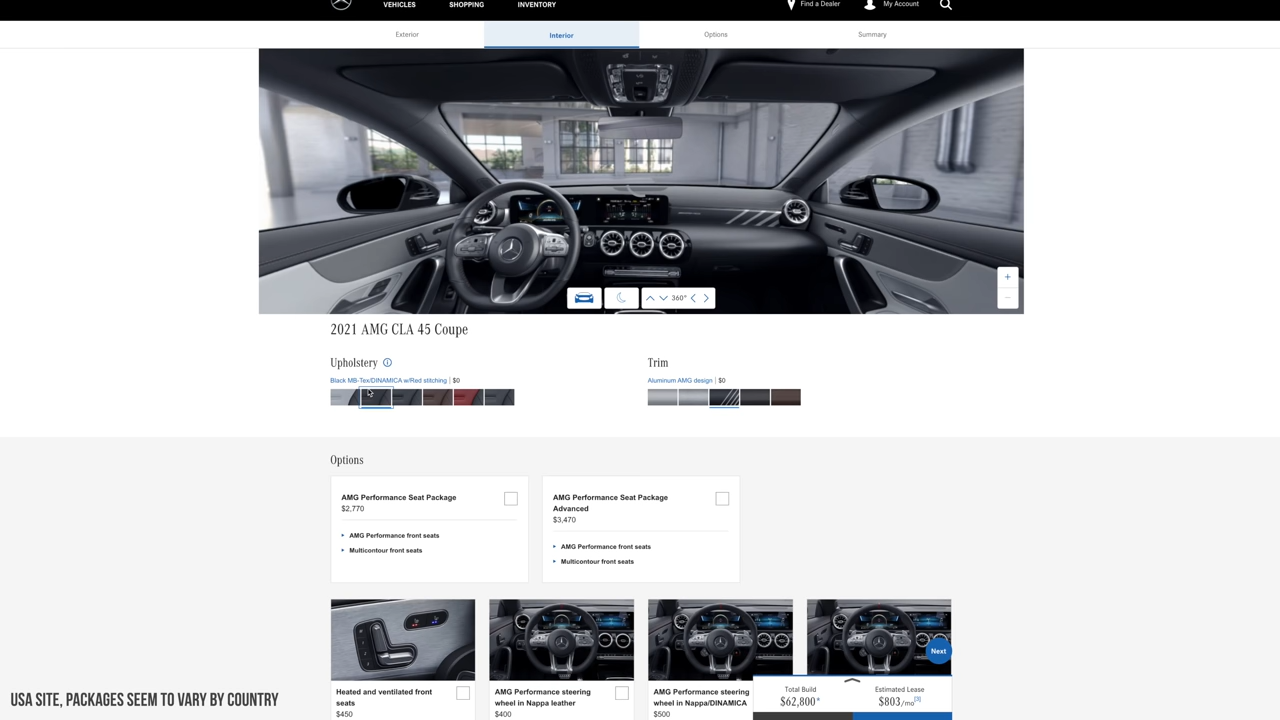 VEHICLES SHOPPING INVENTORY Find a Dealer My Account
Exterior Interior Options Summary
360°
2021 AMG CLA 45 Coupe
Upholstery Trim
Black MB-Tex/DINAMICA w/Red stitching | $0 Aluminum AMG design | $0
Options
AMG Performance Seat Package
$2,770
AMG Performance front seats
Multicontour front seats
AMG Performance Seat Package
Advanced
$3,470
AMG Performance front seats
Multicontour front seats
Heated and ventilated front
seats
$450
AMG Performance steering
wheel in Nappa leather
$400
AMG Performance steering
wheel in Nappa/DINAMICA
$500
Next
Total Build
$62,800*
Estimated Lease
$803/mo[3]
USA SITE, PACKAGES SEEM TO VARY BY COUNTRY